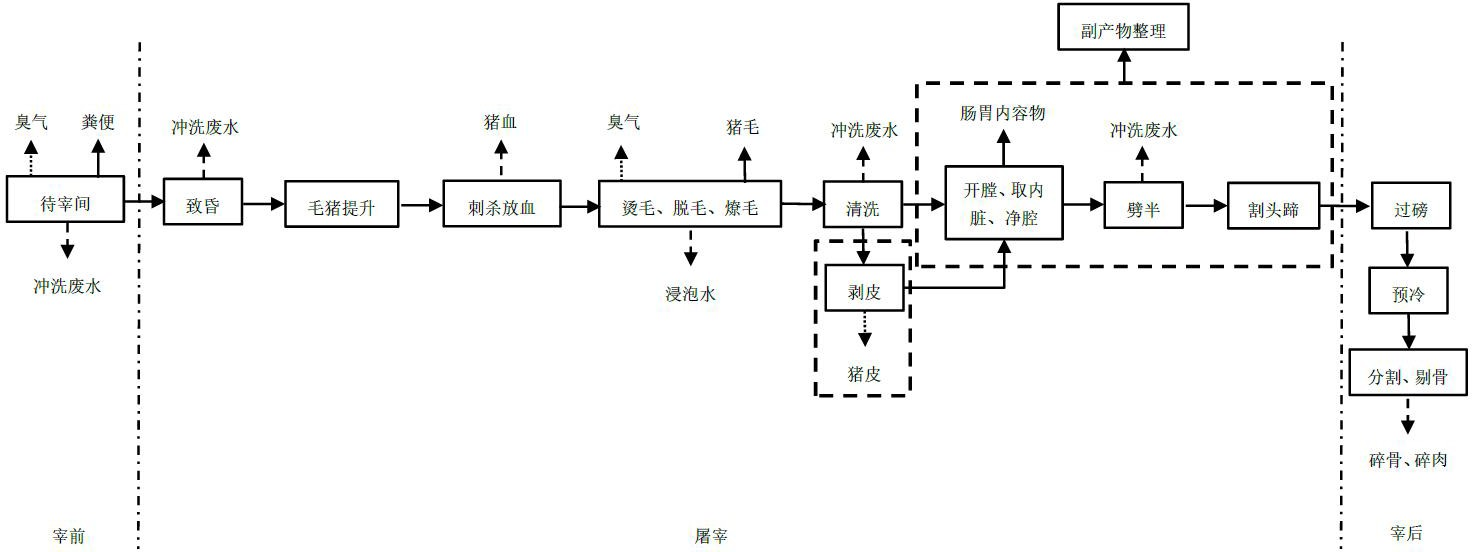 副产物整理
臭气
粪便
冲洗废水
猪血
臭气
猪毛
冲洗废水
肠胃内容物
冲洗废水
待宰间
致昏
毛猪提升
刺杀放血
烫毛、脱毛、燎毛
清洗
开膛、取内
脏、净腔
劈半
割头蹄
过磅
冲洗废水
浸泡水
剥皮
预冷
猪皮
分割、剔骨
碎骨、碎肉
宰前
屠宰
宰后